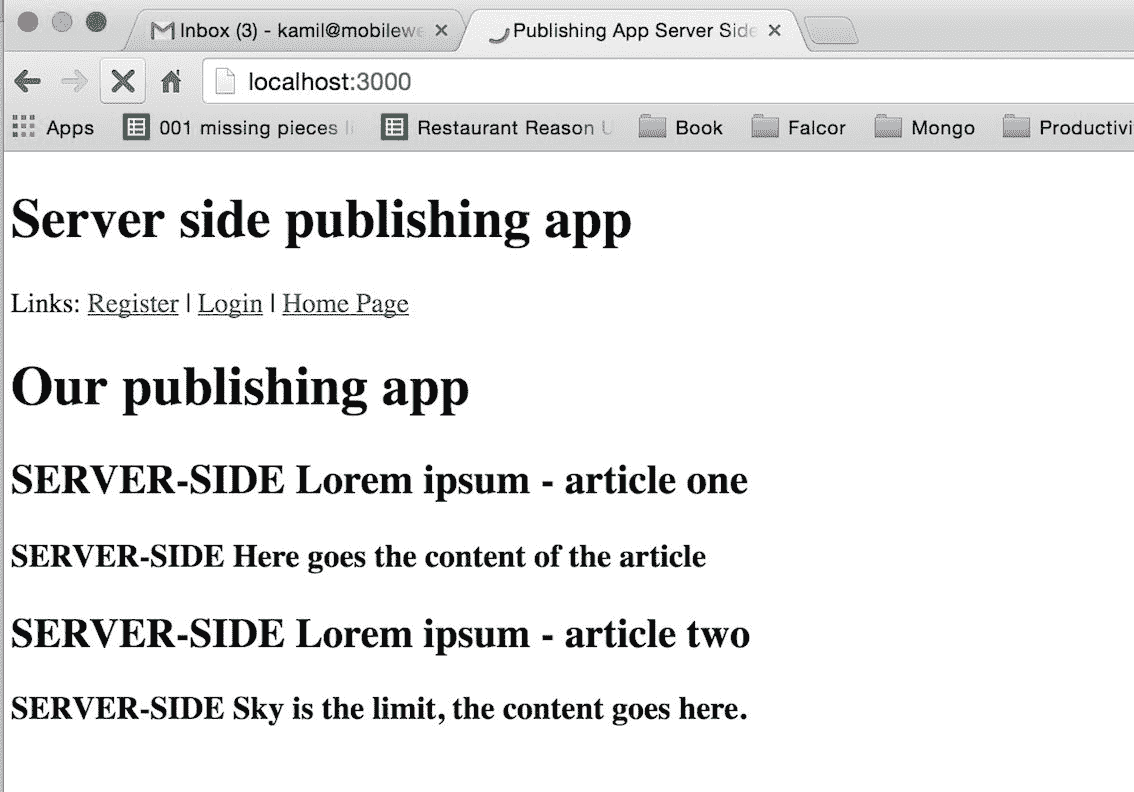 Inbox (3) - kamil@mobilewe
Publishing App Server Side
localhost:3000
Apps 001 missing pieces Restaurant Reason Book Falcor Mongo Productivi
Server side publishing app
Links: Register | Login | Home Page
Our publishing app
SERVER-SIDE Lorem ipsum - article one
SERVER-SIDE Here goes the content of the article
SERVER-SIDE Lorem ipsum - article two
SERVER-SIDE Sky is the limit, the content goes here.